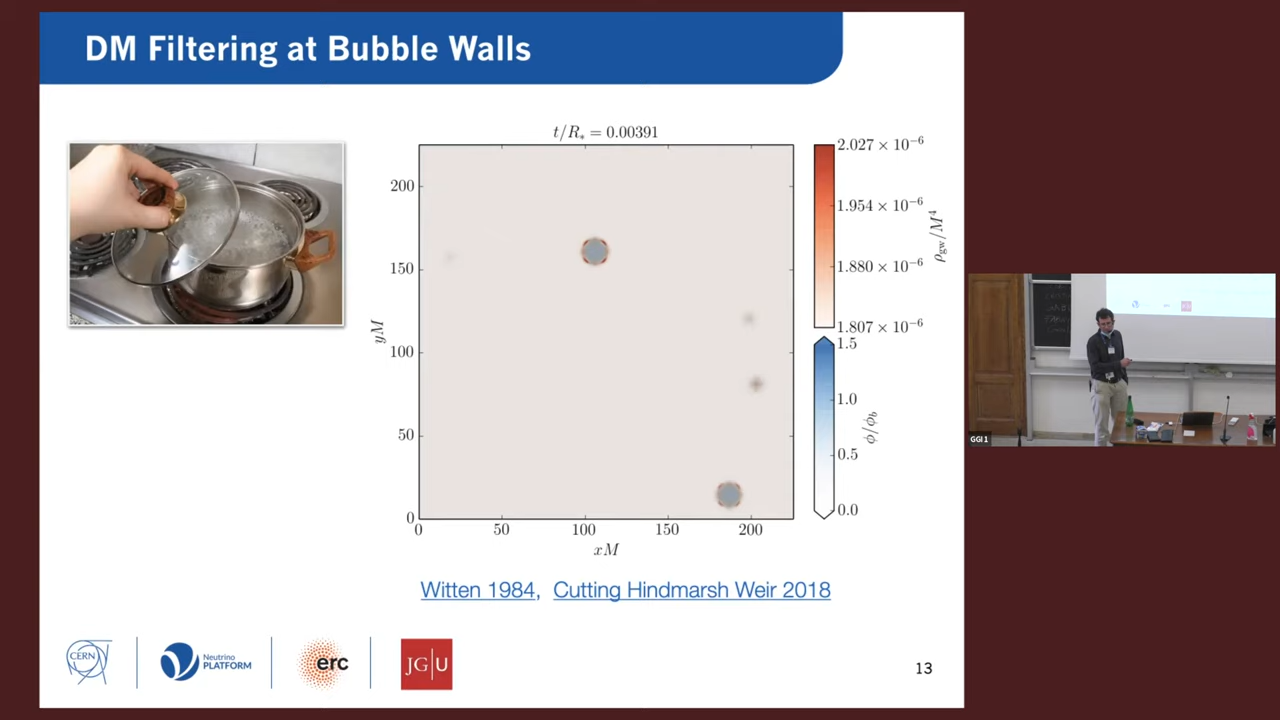 DM Filtering at Bubble Walls
t/R* = 0.00391
200
150
100
50
0
yM
0 50 100 150 200
xM
2.027 × 10⁻⁶
1.954 × 10⁻⁶
1.880 × 10⁻⁶
1.807 × 10⁻⁶
ρgw/M⁴
1.5
1.0
0.5
0.0
ϕ/ϕb
Witten 1984, Cutting Hindmarsh Weir 2018
CERN
Neutrino
PLATFORM
erc
JG|U
13
GGI 1